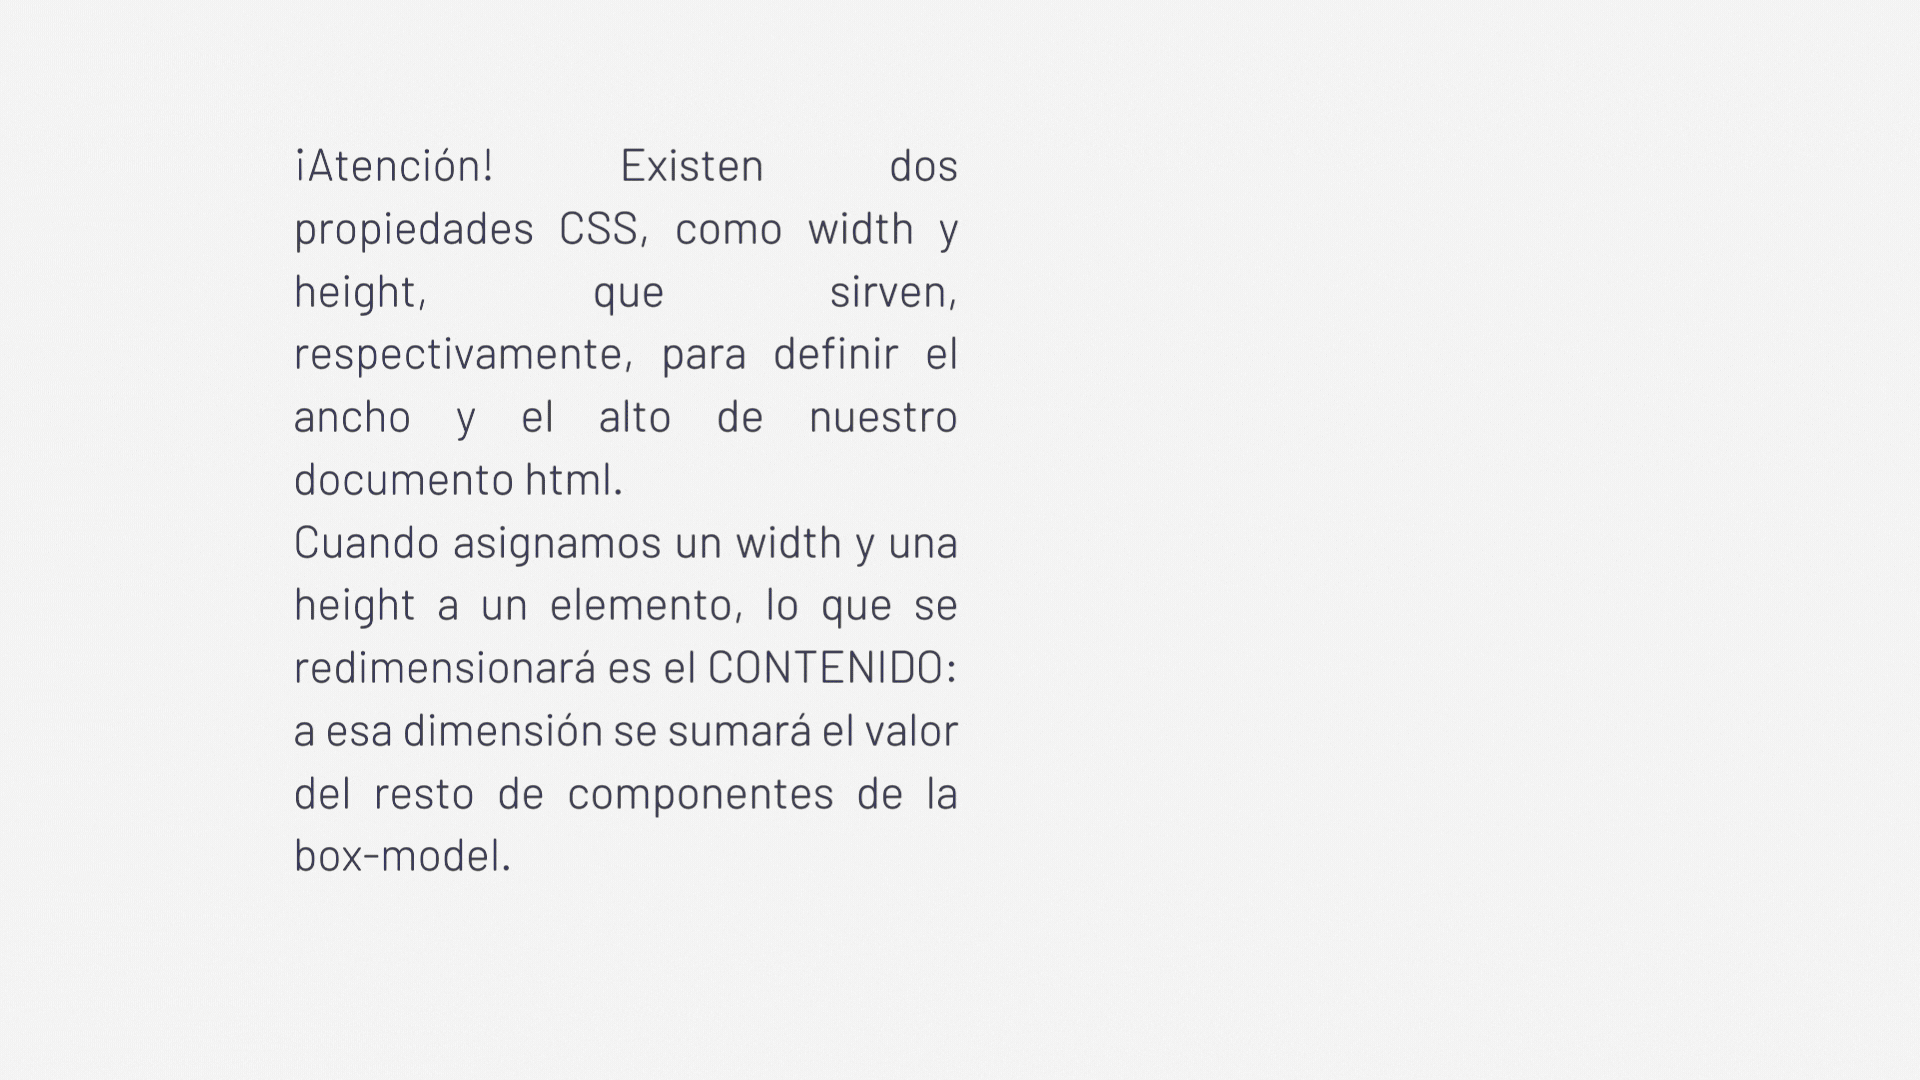 ¡Atención! Existen dos
propiedades CSS, como width y
height, que sirven,
respectivamente, para definir el
ancho y el alto de nuestro
documento html.
Cuando asignamos un width y una
height a un elemento, lo que se
redimensionará es el CONTENIDO:
a esa dimensión se sumará el valor
del resto de componentes de la
box-model.